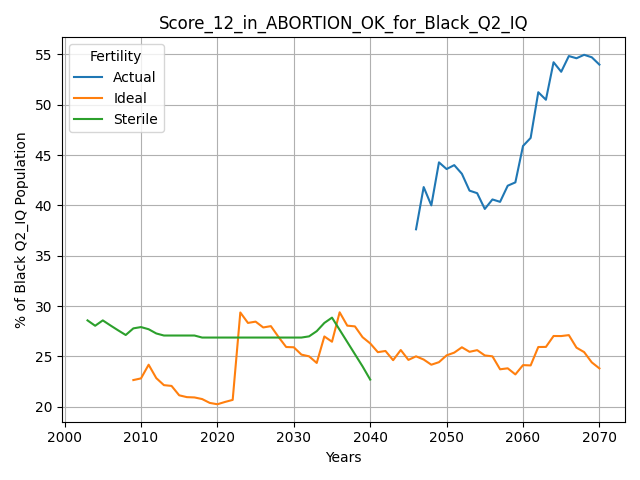 Score_12_in_ABORTION_OK_for_Black_Q2_IQ
Fertility
Actual
Ideal
Sterile
% of Black Q2_IQ Population
55
50
45
40
35
30
25
20
2000 2010 2020 2030 2040 2050 2060 2070
Years